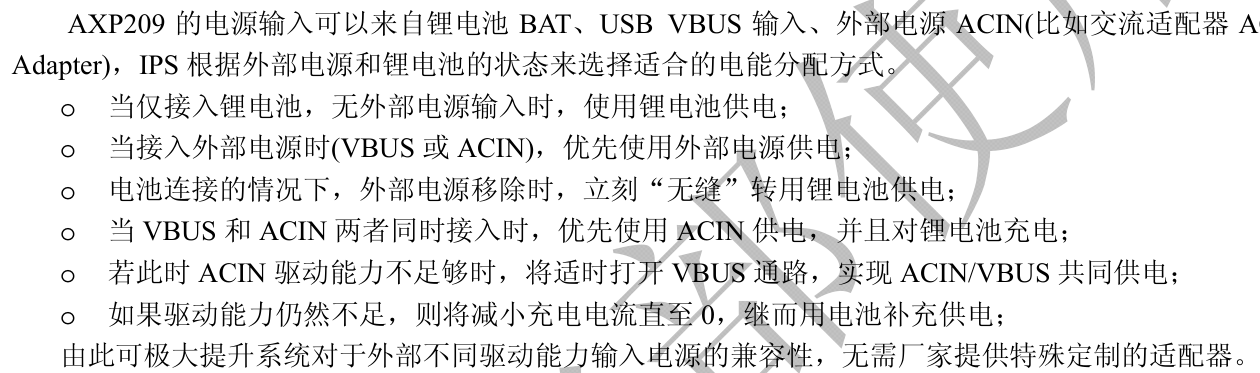 AXP209 的电源输入可以来自锂电池 BAT、USB VBUS 输入、外部电源 ACIN(比如交流适配器 A
Adapter)，IPS 根据外部电源和锂电池的状态来选择适合的电能分配方式。
o 当仅接入锂电池，无外部电源输入时，使用锂电池供电；
o 当接入外部电源时(VBUS 或 ACIN)，优先使用外部电源供电；
o 电池连接的情况下，外部电源移除时，立刻“无缝”转用锂电池供电；
o 当 VBUS 和 ACIN 两者同时接入时，优先使用 ACIN 供电，并且对锂电池充电；
o 若此时 ACIN 驱动能力不足够时，将适时打开 VBUS 通路，实现 ACIN/VBUS 共同供电；
o 如果驱动能力仍然不足，则将减小充电电流直至 0，继而用电池补充供电；
由此可极大提升系统对于外部不同驱动能力输入电源的兼容性，无需厂家提供特殊定制的适配器。